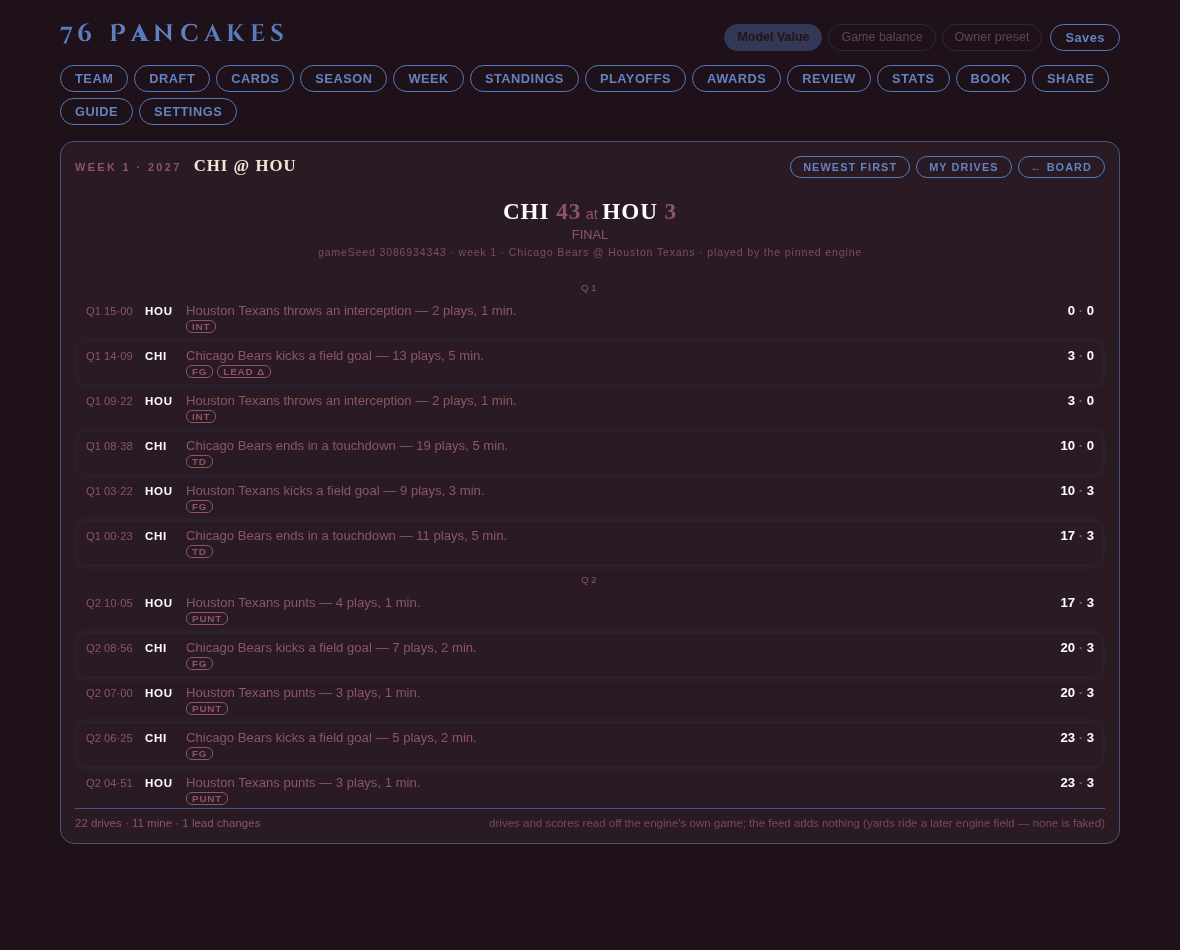 76 PANCAKES
Model Value Game balance Owner preset Saves
TEAM DRAFT CARDS SEASON WEEK STANDINGS PLAYOFFS AWARDS REVIEW STATS BOOK SHARE
GUIDE SETTINGS
WEEK 1 · 2027 CHI @ HOU NEWEST FIRST MY DRIVES ← BOARD
CHI 43 at HOU 3
FINAL
gameSeed 3086934343 · week 1 · Chicago Bears @ Houston Texans · played by the pinned engine
Q1
Q1 15-00 HOU Houston Texans throws an interception — 2 plays, 1 min. 0 · 0
INT
Q1 14-09 CHI Chicago Bears kicks a field goal — 13 plays, 5 min. 3 · 0
FG LEAD Δ
Q1 09-22 HOU Houston Texans throws an interception — 2 plays, 1 min. 3 · 0
INT
Q1 08-38 CHI Chicago Bears ends in a touchdown — 19 plays, 5 min. 10 · 0
TD
Q1 03-22 HOU Houston Texans kicks a field goal — 9 plays, 3 min. 10 · 3
FG
Q1 00-23 CHI Chicago Bears ends in a touchdown — 11 plays, 5 min. 17 · 3
TD
Q2
Q2 10-05 HOU Houston Texans punts — 4 plays, 1 min. 17 · 3
PUNT
Q2 08-56 CHI Chicago Bears kicks a field goal — 7 plays, 2 min. 20 · 3
FG
Q2 07-00 HOU Houston Texans punts — 3 plays, 1 min. 20 · 3
PUNT
Q2 06-25 CHI Chicago Bears kicks a field goal — 5 plays, 2 min. 23 · 3
FG
Q2 04-51 HOU Houston Texans punts — 3 plays, 1 min. 23 · 3
PUNT
22 drives · 11 mine · 1 lead changes drives and scores read off the engine's own game; the feed adds nothing (yards ride a later engine field — none is faked)